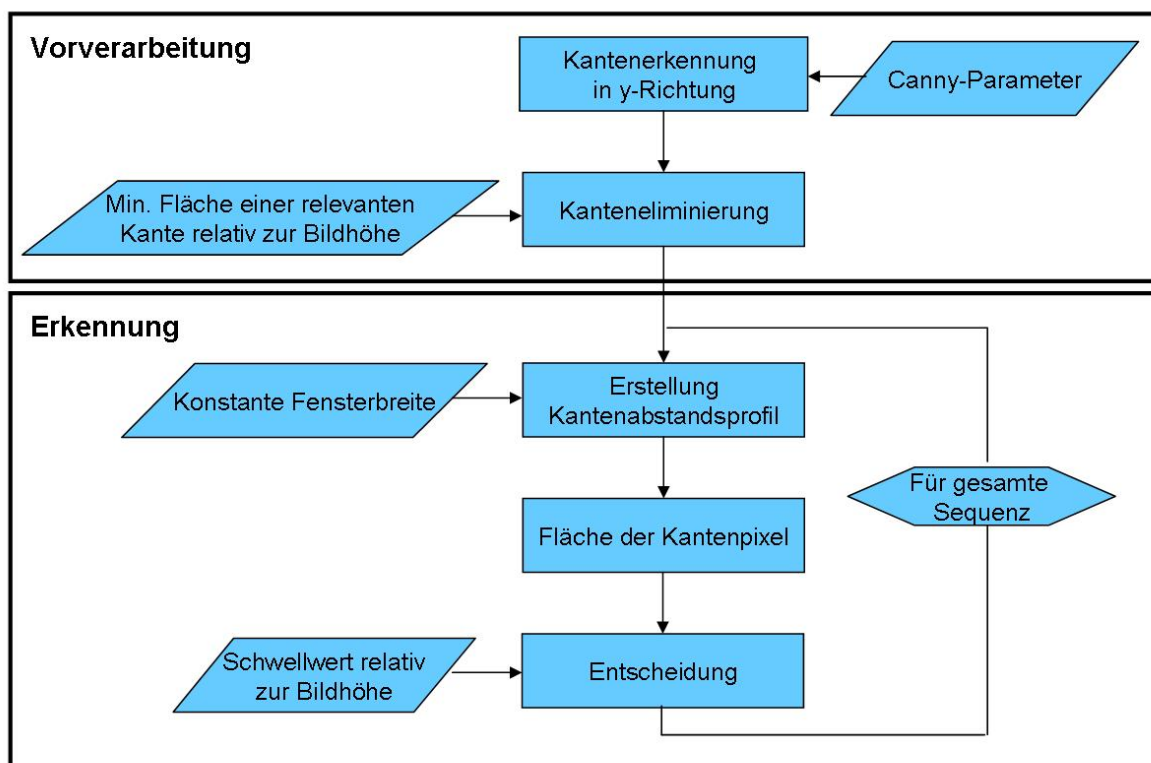 Vorverarbeitung
Kantenerkennung
in y-Richtung
Canny-Parameter
Min. Fläche einer relevanten
Kante relativ zur Bildhöhe
Kanteneliminierung
Erkennung
Konstante Fensterbreite
Erstellung
Kantenabstandsprofil
Für gesamte
Sequenz
Fläche der Kantenpixel
Schwellwert relativ
zur Bildhöhe
Entscheidung